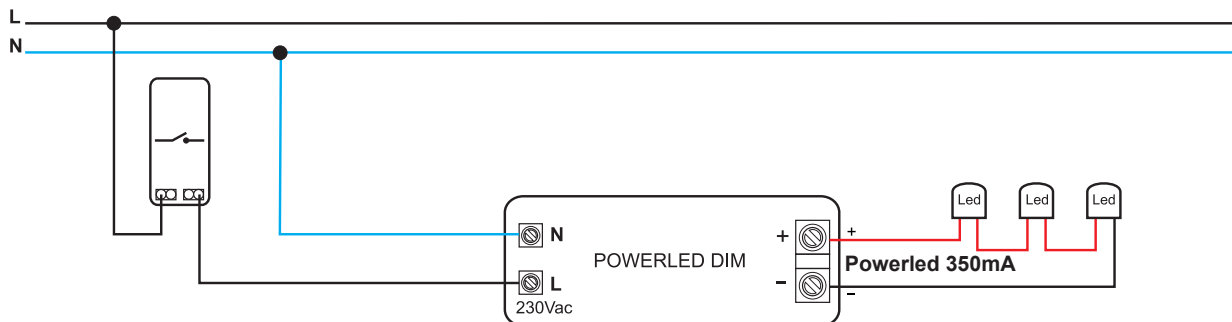 L
N
Led Led Led
N
+ +
POWERLED DIM
Powerled 350mA
L
- -
230Vac